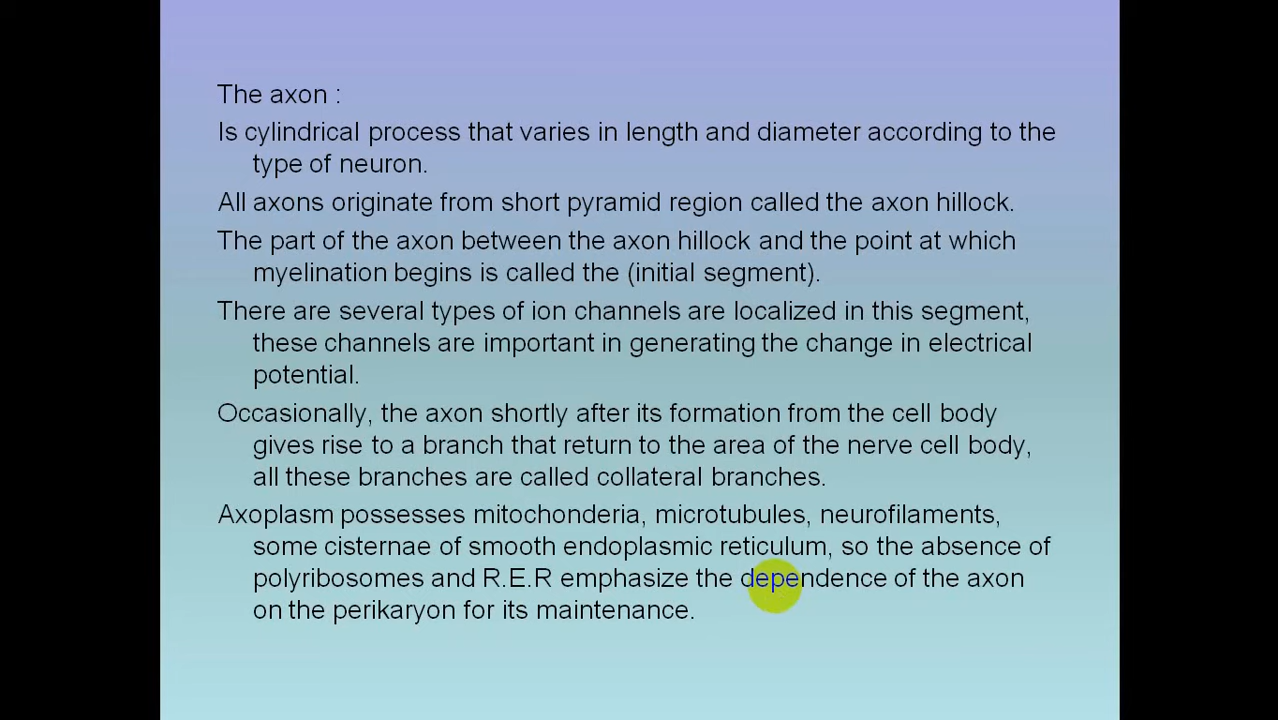 The axon :
Is cylindrical process that varies in length and diameter according to the
type of neuron.
All axons originate from short pyramid region called the axon hillock.
The part of the axon between the axon hillock and the point at which
myelination begins is called the (initial segment).
There are several types of ion channels are localized in this segment,
these channels are important in generating the change in electrical
potential.
Occasionally, the axon shortly after its formation from the cell body
gives rise to a branch that return to the area of the nerve cell body,
all these branches are called collateral branches.
Axoplasm possesses mitochonderia, microtubules, neurofilaments,
some cisternae of smooth endoplasmic reticulum, so the absence of
polyribosomes and R.E.R emphasize the dependence of the axon
on the perikaryon for its maintenance.